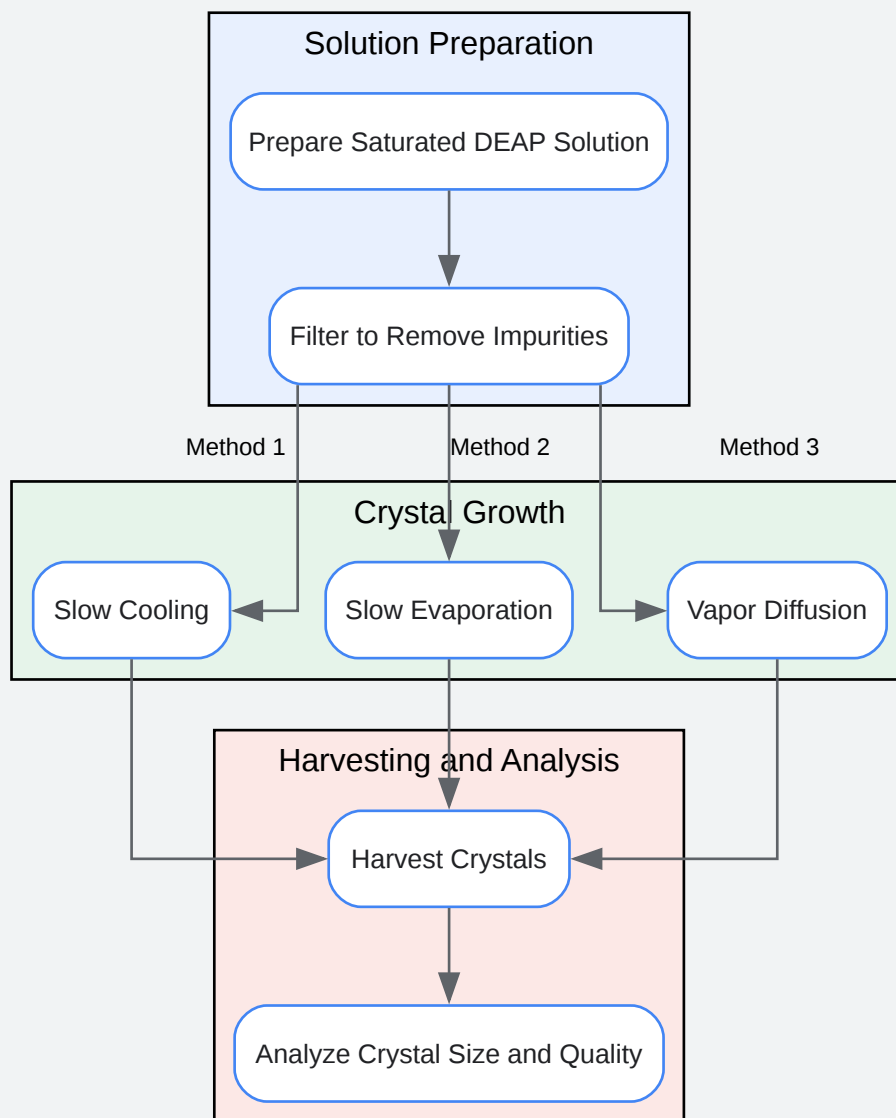 Solution Preparation
Prepare Saturated DEAP Solution
Filter to Remove Impurities
Method 1
Method 2
Method 3
Crystal Growth
Slow Cooling
Slow Evaporation
Vapor Diffusion
Harvesting and Analysis
Harvest Crystals
Analyze Crystal Size and Quality